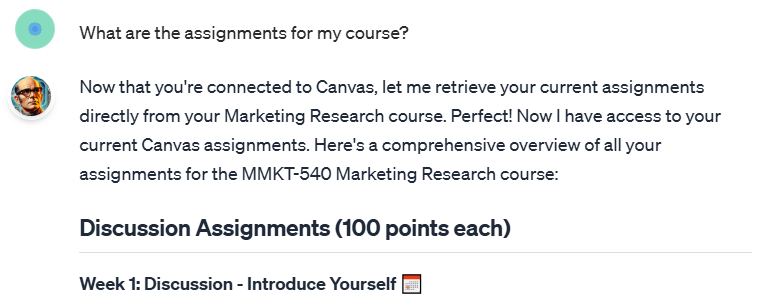 What are the assignments for my course?
Now that you're connected to Canvas, let me retrieve your current assignments
directly from your Marketing Research course. Perfect! Now I have access to your
current Canvas assignments. Here's a comprehensive overview of all your
assignments for the MMKT-540 Marketing Research course:
Discussion Assignments (100 points each)
Week 1: Discussion - Introduce Yourself 📅